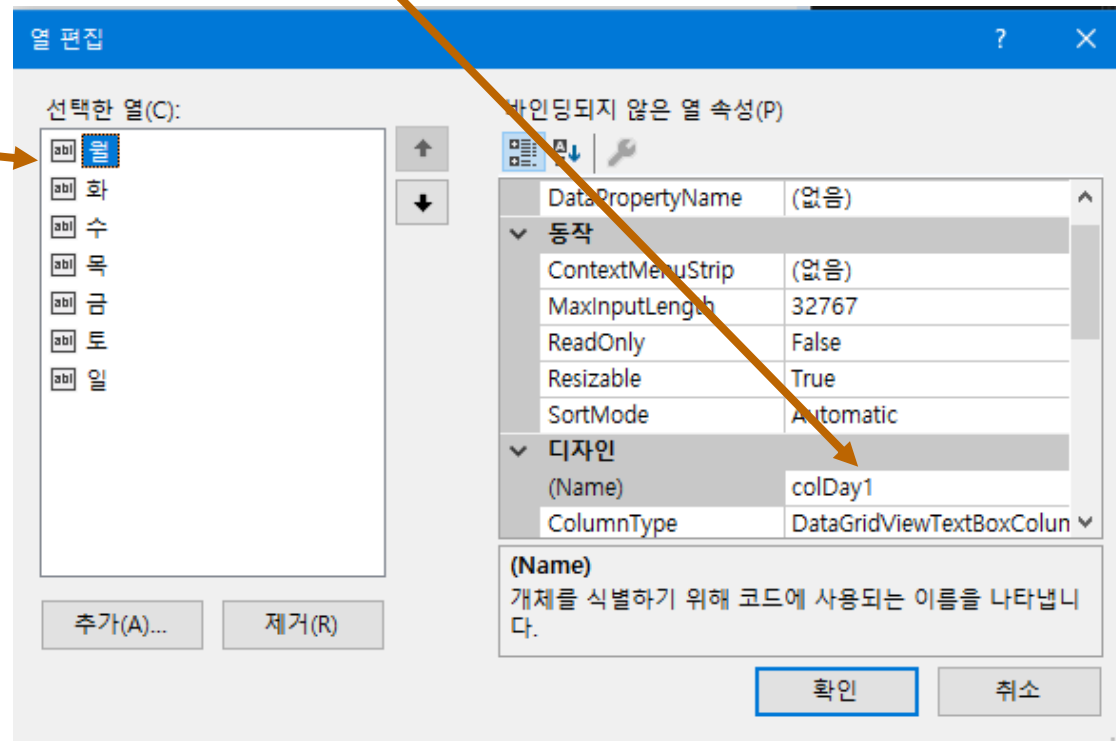 열 편집
선택한 열(C):
월
화
수
목
금
토
일
추가(A)...
제거(R)
바인딩되지 않은 열 속성(P)
DataPropertyName (없음)
동작
ContextMenuStrip (없음)
MaxInputLength 32767
ReadOnly False
Resizable True
SortMode Automatic
디자인
(Name) colDay1
ColumnType DataGridViewTextBoxColun
(Name)
개체를 식별하기 위해 코드에 사용되는 이름을 나타냅니
다.
확인
취소